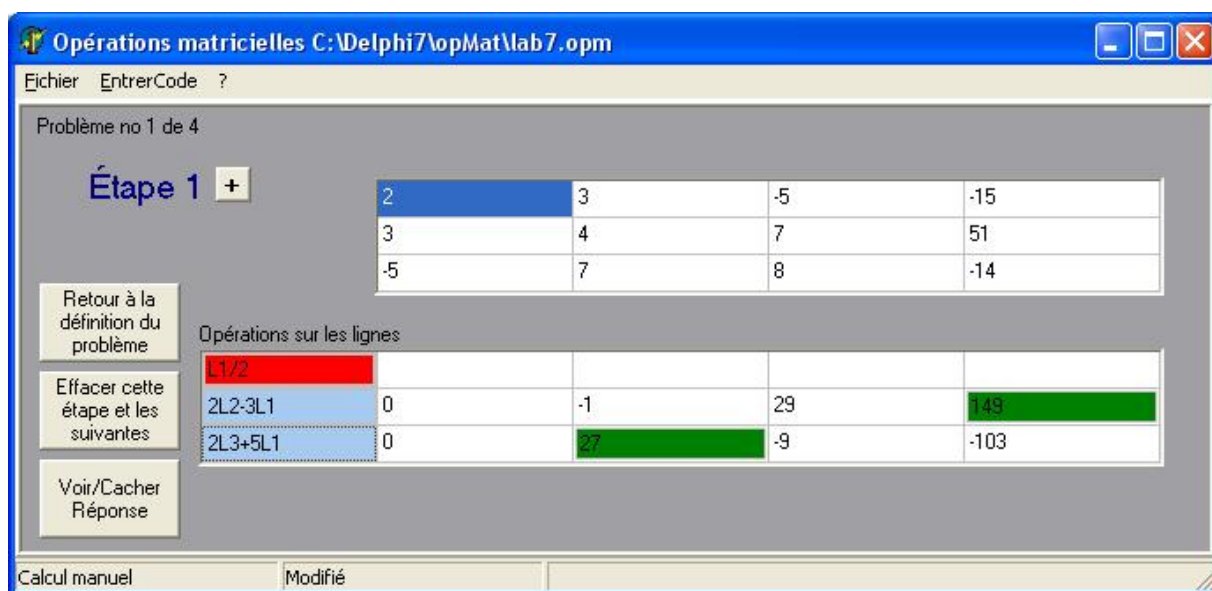 Opérations matricielles C:\Delphi7\opMat\lab7.opm
Fichier EntrerCode ?
Problème no 1 de 4
Étape 1 +
2 3 -5 -15
3 4 7 51
-5 7 8 -14
Retour à la
définition du
problème
Effacer cette
étape et les
suivantes
Voir/Cacher
Réponse
Opérations sur les lignes
L1/2
2L2-3L1 0 -1 29 149
2L3+5L1 0 27 -9 -103
Calcul manuel Modifié